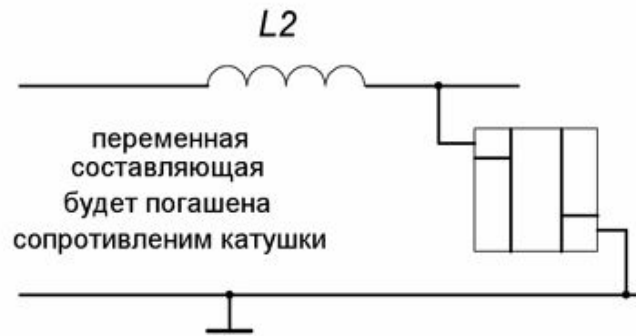 L2
переменная
составляющая
будет погашена
сопротивленим катушки